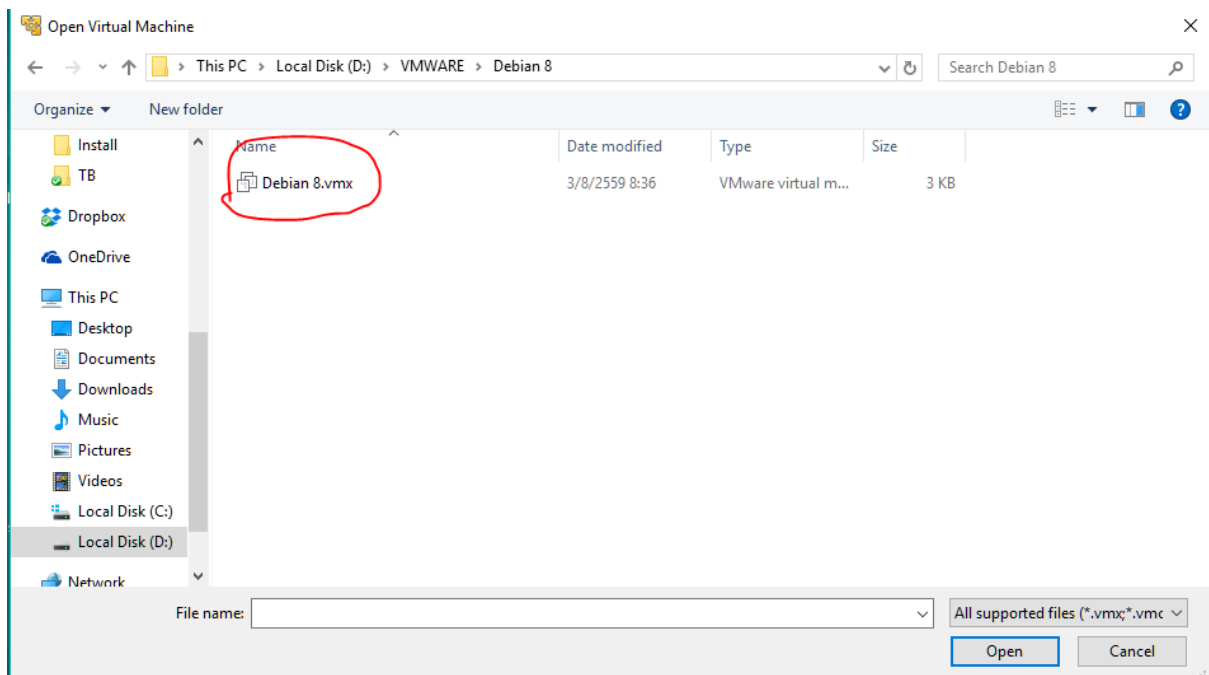 Open Virtual Machine
This PC > Local Disk (D:) > VMWARE > Debian 8
Search Debian 8
Organize New folder
Name Date modified Type Size
Debian 8.vmx 3/8/2559 8:36 VMware virtual m... 3 KB
Install
TB
Dropbox
OneDrive
This PC
Desktop
Documents
Downloads
Music
Pictures
Videos
Local Disk (C:)
Local Disk (D:)
Network
File name: All supported files (*.vmx;*.vmc
Open Cancel